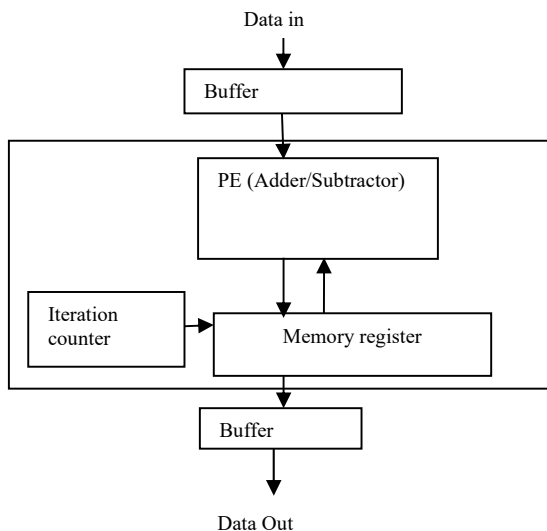 Data in
Buffer
PE (Adder/Subtractor)
Iteration
counter
Memory register
Buffer
Data Out